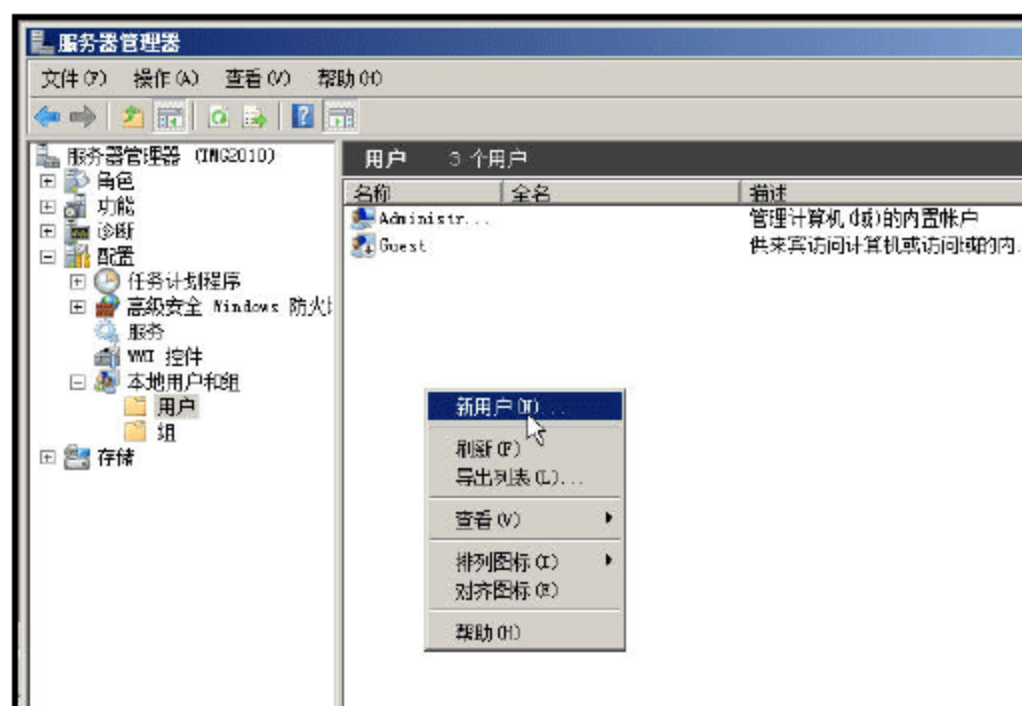 服务器管理器
文件(F) 操作(A) 查看(V) 帮助(H)
服务器管理器 (TMG2010)
角色
功能
诊断
配置
任务计划程序
高级安全 Windows 防火
服务
WMI 控件
本地用户和组
用户
组
存储
用户 3 个用户
名称 全名 描述
Administr... 管理计算机(域)的内置帐户
Guest 供来宾访问计算机或访问域的内.
新用户(N)...
刷新(F)
导出列表(L)...
查看(V)
排列图标(I)
对齐图标(E)
帮助(H)